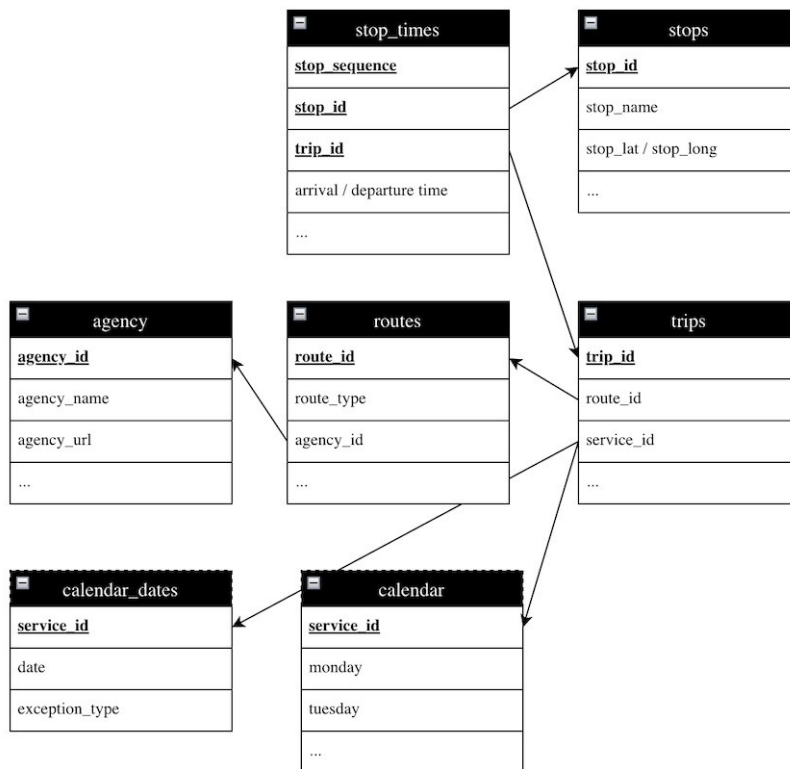 stop_times
stop_sequence
stop_id
trip_id
arrival / departure time
...
stops
stop_id
stop_name
stop_lat / stop_long
...
agency
agency_id
agency_name
agency_url
...
routes
route_id
route_type
agency_id
...
trips
trip_id
route_id
service_id
...
calendar_dates
service_id
date
exception_type
calendar
service_id
monday
tuesday
...